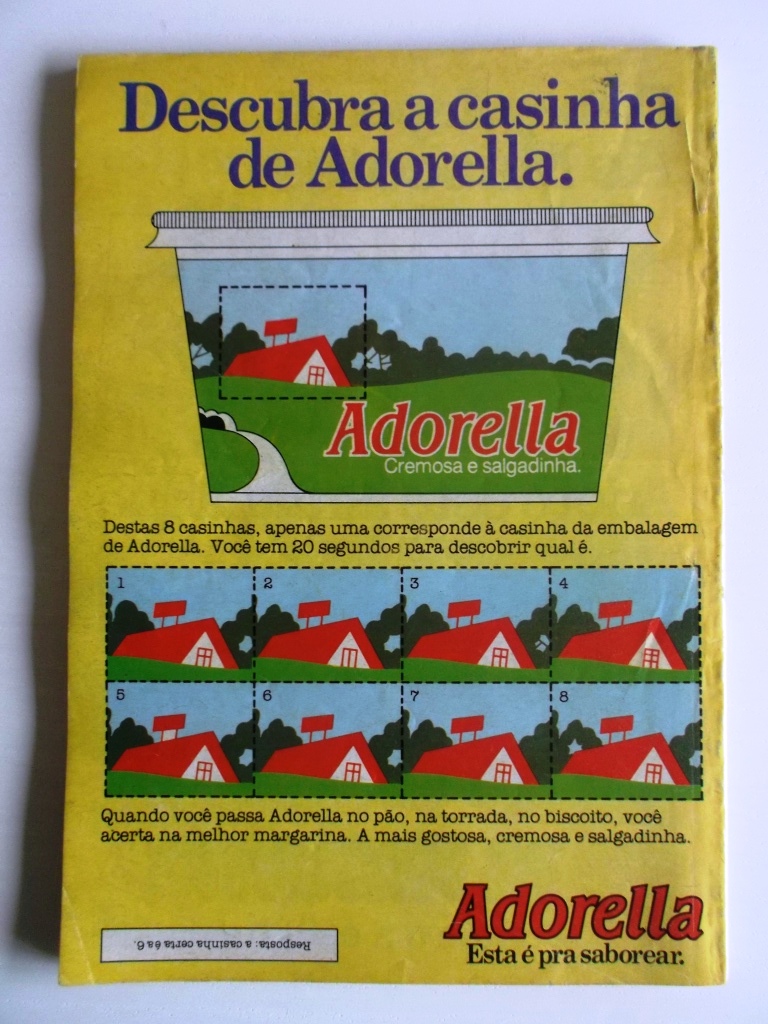 Descubra a casinha
de Adorella.
Adorella
Cremosa e salgadinha.
Destas 8 casinhas, apenas uma corresponde à casinha da embalagem
de Adorella. Você tem 20 segundos para descobrir qual é.
1 2 3 4
5 6 7 8
Quando você passa Adorella no pão, na torrada, no biscoito, você
acerta na melhor margarina. A mais gostosa, cremosa e salgadinha.
Adorella
Esta é pra saborear.
Resposta: a casinha certa é a 6.